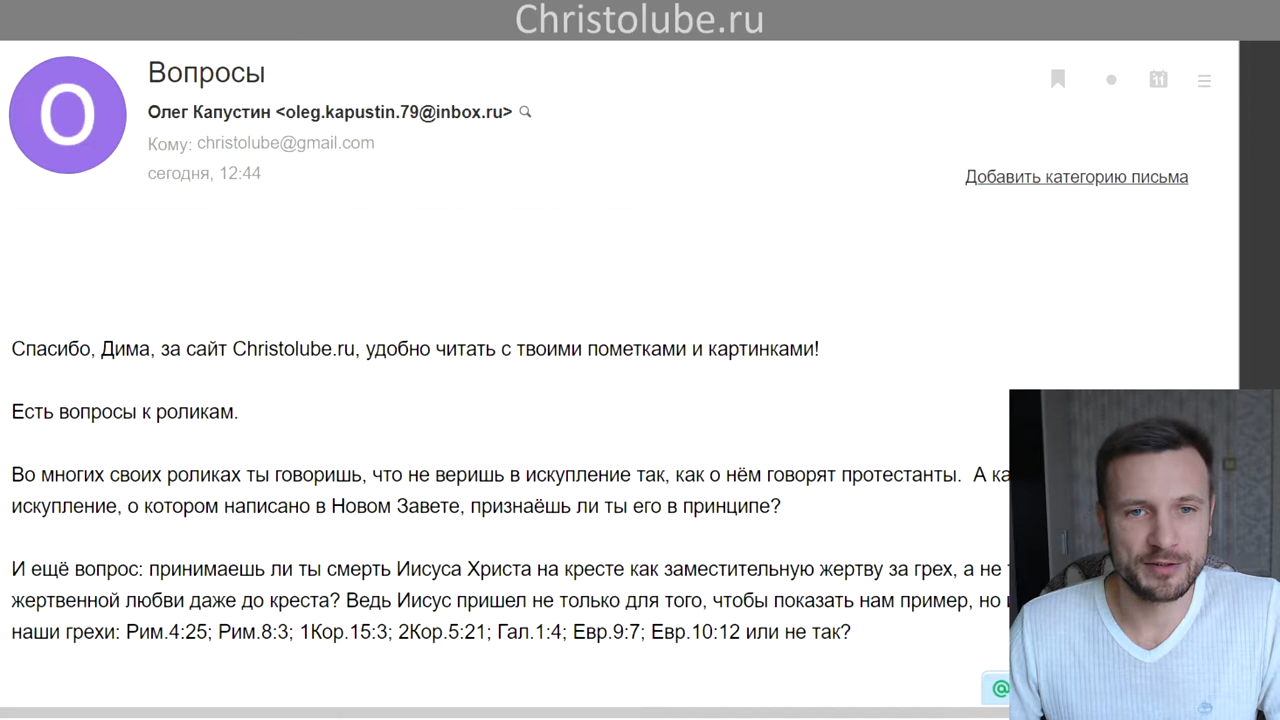 Christolube.ru
Вопросы
Олег Капустин <oleg.kapustin.79@inbox.ru>
Кому: christolube@gmail.com
сегодня, 12:44
11
Добавить категорию письма
О
Спасибо, Дима, за сайт Christolube.ru, удобно читать с твоими пометками и картинками!
Есть вопросы к роликам.
Во многих своих роликах ты говоришь, что не веришь в искупление так, как о нём говорят протестанты. А
искупление, о котором написано в Новом Завете, признаёшь ли ты его в принципе?
И ещё вопрос: принимаешь ли ты смерть Иисуса Христа на кресте как заместительную жертву за грех, а не
жертвенной любви даже до креста? Ведь Иисус пришел не только для того, чтобы показать нам пример, но
наши грехи: Рим.4:25; Рим.8:3; 1Кор.15:3; 2Кор.5:21; Гал.1:4; Евр.9:7; Евр.10:12 или не так?
@